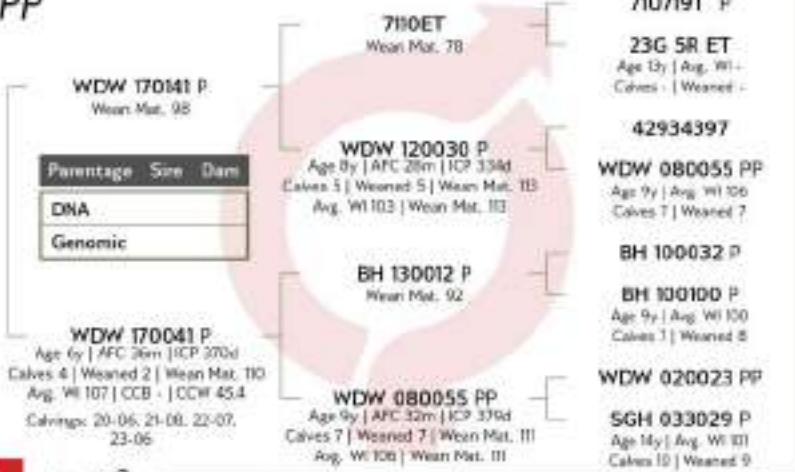 PP
WDW 170141 P
Wean Mat. 98
Parentage Sire Dam
DNA
Genomic
WDW 170041 P
Age 6y | AFC 36m | ICP 370d
Calves 4 | Weaned 2 | Wean Mat. 110
Avg. WI 107 | CCB - | CCW 45.4
Calvings: 20-06, 21-08, 22-07,
23-06
7110ET
Wean Mat. 78
WDW 120030 P
Age 8y | AFC 28m | ICP 334d
Calves 5 | Weaned 5 | Wean Mat. 113
Avg. WI 103 | Wean Mat. 113
BH 130012 P
Wean Mat. 92
WDW 080055 PP
Age 9y | AFC 32m | ICP 379d
Calves 7 | Weaned 7 | Wean Mat. 111
Avg. WI 106 | Wean Mat. 111
7107191 P
23G 5R ET
Age 13y | Avg. WI -
Calves - | Weaned -
42934397
WDW 080055 PP
Age 9y | Avg. WI 106
Calves 7 | Weaned 7
BH 100032 P
BH 100100 P
Age 9y | Avg. WI 100
Calves | Weaned 8
WDW 020023 PP
SGH 033029 P
Age 14y | Avg. WI 101
Calves 10 | Weaned 9